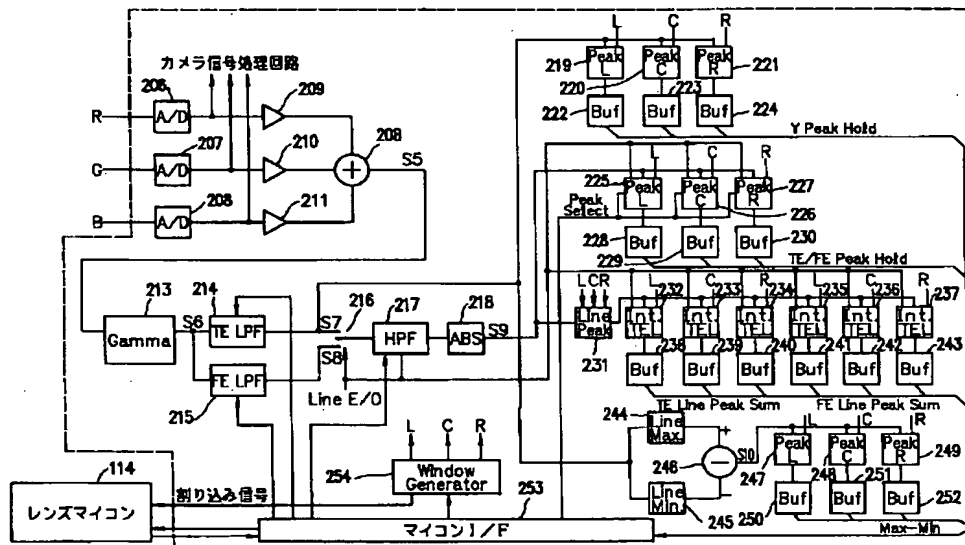 L C R
カメラ信号処理回路
219 Peak L
220 Peak C
221 Peak R
206
209
R A/D
222 Buf
223 Buf
224 Buf
Y Peak Hold
207
210
208
G A/D
S5
208
211
B A/D
L C R
Peak Select
225 Peak L
226 Peak C
227 Peak R
228 Buf
229 Buf
230 Buf
TE/FE Peak Hold
213
214
216
217
218
Gamma
S6
TE LPF
S7
HPF
ABS
S9
S8
FE LPF
215
Line E/O
L C R
Line Peak
231
L C R L C R
232 233 234 235 236 237
Int. TEL
Int. TEL
Int. TEL
Int. TEL
Int. TEL
Int. TEL
Buf Buf Buf Buf Buf Buf
238 239 240 241 242 243
TE Line Peak Sum
FE Line Peak Sum
244
Line Max.
246
S10
Line Min.
245
L C R
247 Peak L
248 Peak C
249 Peak R
250 Buf
251 Buf
252 Buf
Max-Min
L C R
254
Window Generator
253
114
割り込み信号
レンズマイコン
マイコン I/F